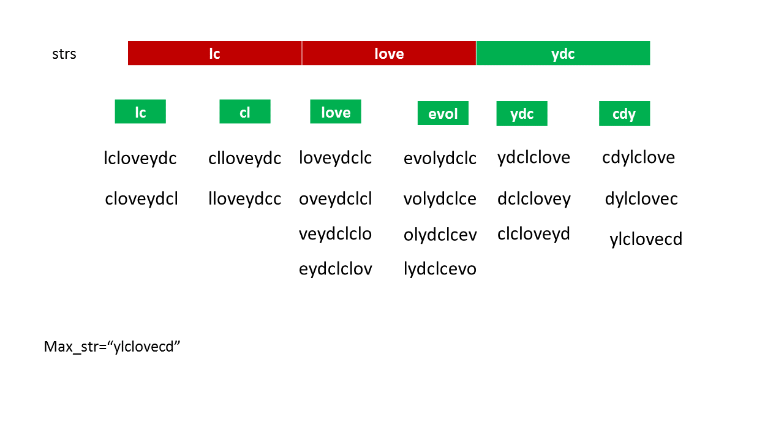 strs lc love ydc
lc cl love evol ydc cdy
lcloveydc clloveydc loveydclc evolydclc ydclclove cdylclove
cloveydcl lloveydcc oveydclcl volydclce dclclovey dylclovec
veydclclo olydclcev clcloveyd ylclovecd
eydclclov lydclcevo
Max_str=“ylclovecd”